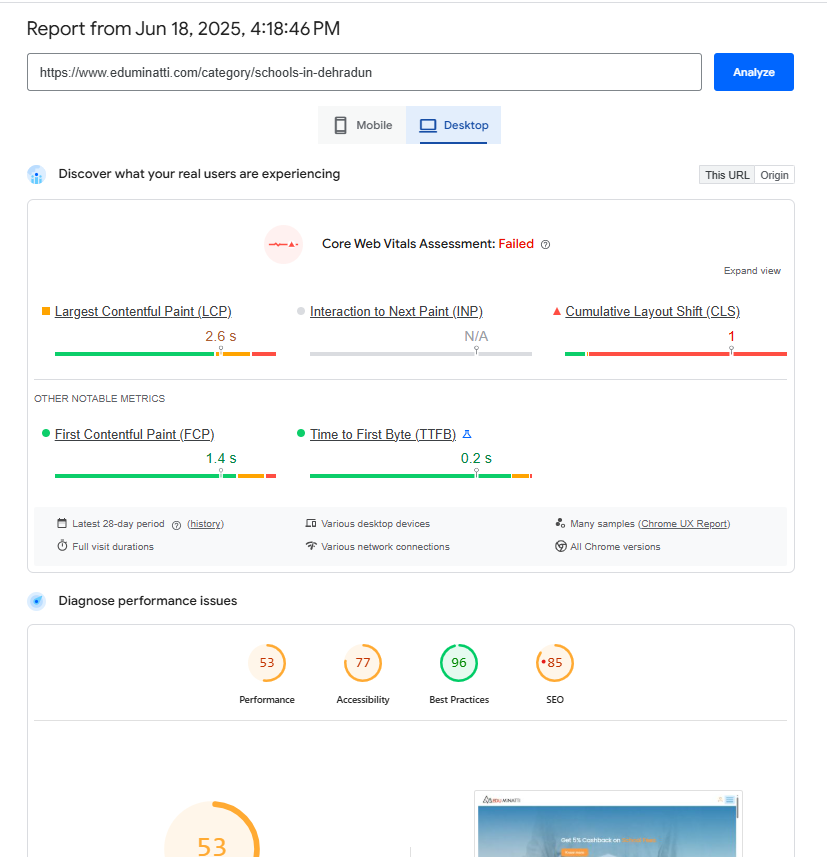 Report from Jun 18, 2025, 4:18:46 PM
https://www.eduminatti.com/category/schools-in-dehradun
Analyze
Mobile
Desktop
Discover what your real users are experiencing
This URL
Origin
Core Web Vitals Assessment: Failed
Expand view
Largest Contentful Paint (LCP)
2.6 s
Interaction to Next Paint (INP)
N/A
Cumulative Layout Shift (CLS)
1
OTHER NOTABLE METRICS
First Contentful Paint (FCP)
1.4 s
Time to First Byte (TTFB)
0.2 s
Latest 28-day period (history)
Various desktop devices
Many samples (Chrome UX Report)
Full visit durations
Various network connections
All Chrome versions
Diagnose performance issues
53
77
96
85
Performance
Accessibility
Best Practices
SEO
53
EDUMINATTI
Get 5% Cashback on